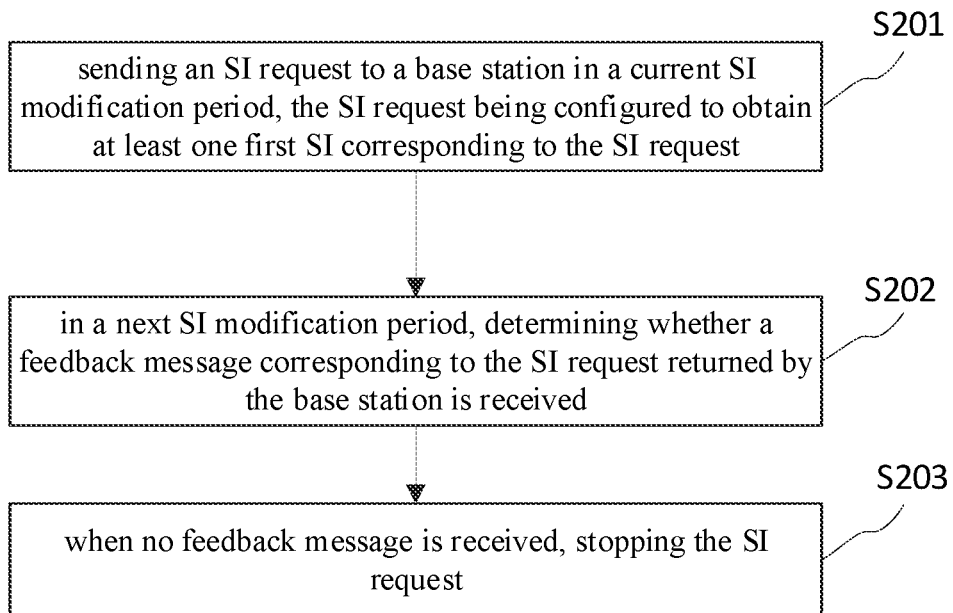 S201
sending an SI request to a base station in a current SI
modification period, the SI request being configured to obtain
at least one first SI corresponding to the SI request
S202
in a next SI modification period, determining whether a
feedback message corresponding to the SI request returned by
the base station is received
S203
when no feedback message is received, stopping the SI
request